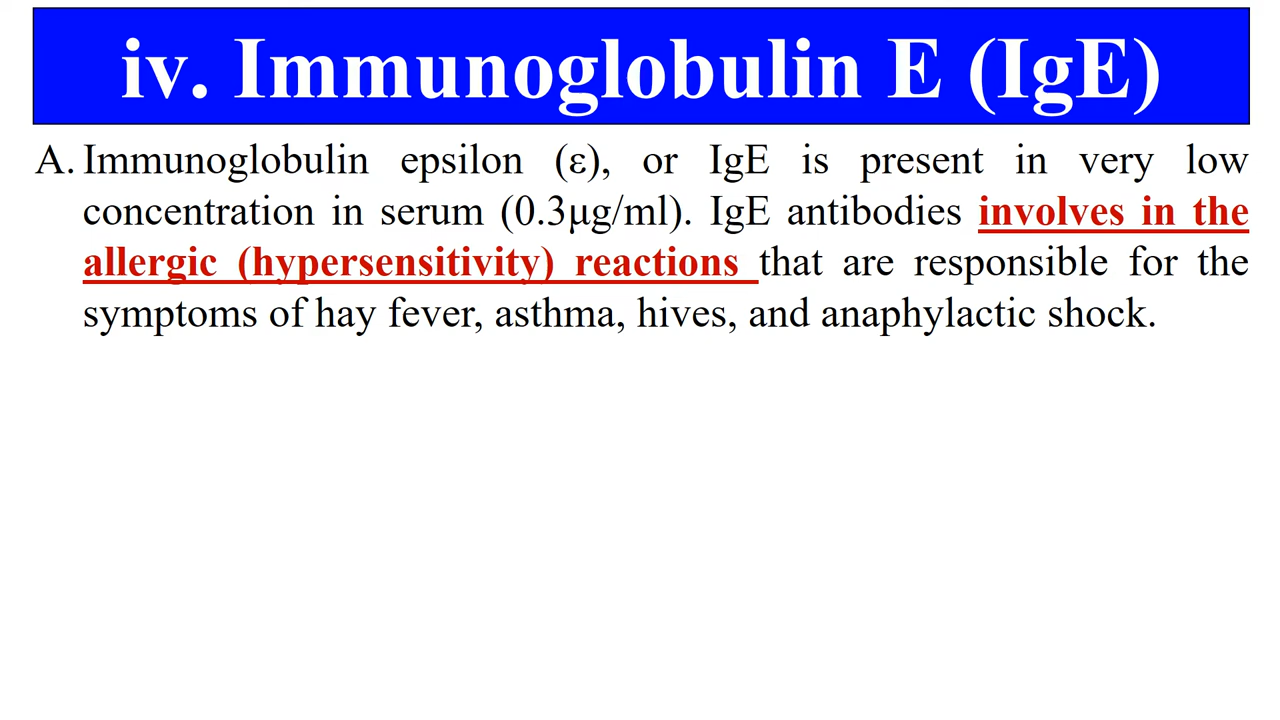 iv. Immunoglobulin E (IgE)
A. Immunoglobulin epsilon (ε), or IgE is present in very low
concentration in serum (0.3μg/ml). IgE antibodies involves in the
allergic (hypersensitivity) reactions that are responsible for the
symptoms of hay fever, asthma, hives, and anaphylactic shock.